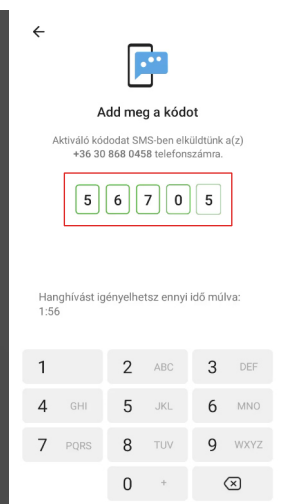 Add meg a kódot
Aktiváló kódodat SMS-ben elküldtünk a(z)
+36 30 868 0458 telefonszámra.
5 6 7 0 5
Hanghívást igényelhetsz ennyi idő múlva:
1:56
1 2 ABC 3 DEF
4 GHI 5 JKL 6 MNO
7 PQRS 8 TUV 9 WXYZ
0 +